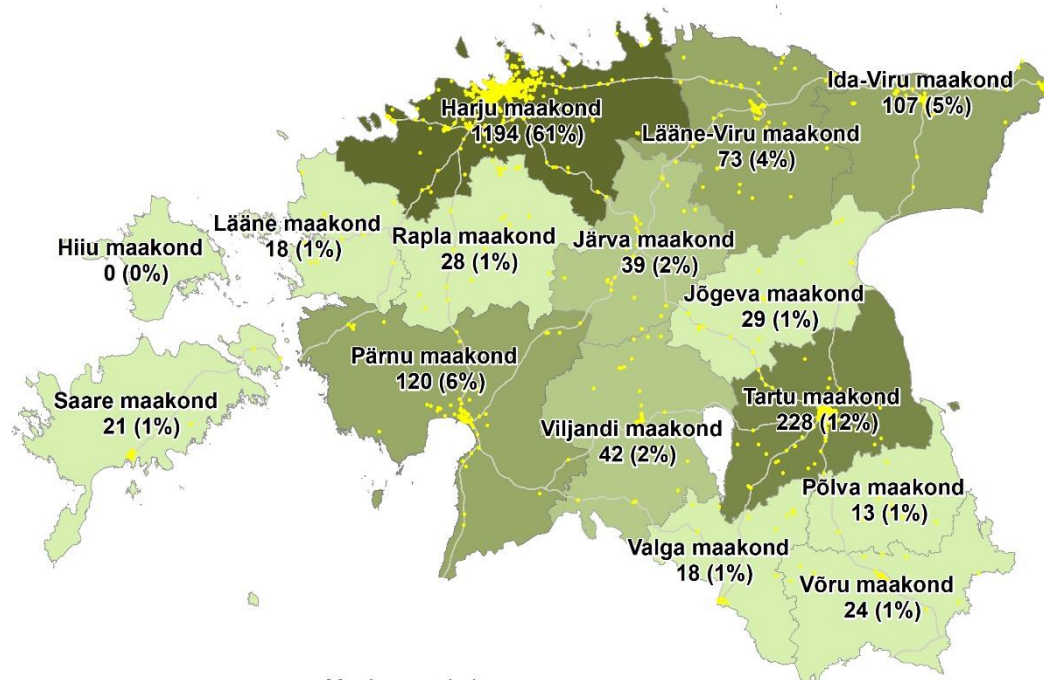 Ida-Viru maakond
107 (5%)
Harju maakond
1194 (61%)
Lääne-Viru maakond
73 (4%)
Lääne maakond
18 (1%)
Rapla maakond
28 (1%)
Järva maakond
39 (2%)
Hiiu maakond
0 (0%)
Jõgeva maakond
29 (1%)
Pärnu maakond
120 (6%)
Saare maakond
21 (1%)
Tartu maakond
228 (12%)
Viljandi maakond
42 (2%)
Põlva maakond
13 (1%)
Valga maakond
18 (1%)
Võru maakond
24 (1%)